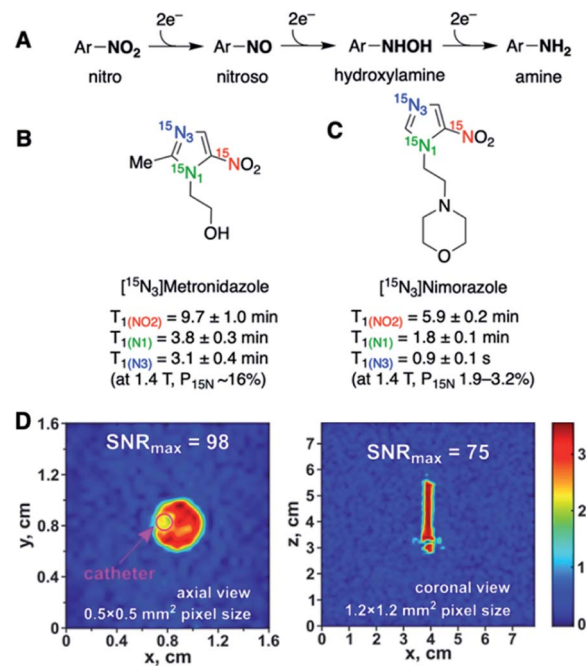 A
2e⁻ 2e⁻ 2e⁻
Ar–NO₂ Ar–NO Ar–NHOH Ar–NH₂
nitro nitroso hydroxylamine amine
B
¹⁵N₃
Me
¹⁵N₁
¹⁵NO₂
OH
[¹⁵N₃]Metronidazole
T₁(NO2) = 9.7 ± 1.0 min
T₁(N1) = 3.8 ± 0.3 min
T₁(N3) = 3.1 ± 0.4 min
(at 1.4 T, P₁₅N ~16%)
C
¹⁵N₃
¹⁵N₁
¹⁵NO₂
N
O
[¹⁵N₃]Nimorazole
T₁(NO2) = 5.9 ± 0.2 min
T₁(N1) = 1.8 ± 0.1 min
T₁(N3) = 0.9 ± 0.1 s
(at 1.4 T, P₁₅N 1.9–3.2%)
D
SNRmax = 98
catheter
axial view
0.5×0.5 mm² pixel size
y, cm
1.6
1.2
0.8
0.4
0
0 0.4 0.8 1.2 1.6
x, cm
SNRmax = 75
coronal view
1.2×1.2 mm² pixel size
z, cm
7
6
5
4
3
2
1
0
0 1 2 3 4 5 6 7
x, cm
3
2
1
0